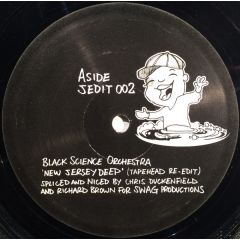 ASIDE
JEDIT 002
BLACK SCIENCE ORCHESTRA
'NEW JERSEY DEEP' (TAPEHEAD RE-EDIT)
SPLICED AND NICED BY CHRIS DUCKENFIELD
AND RICHARD BROWN FOR SWAG PRODUCTIONS